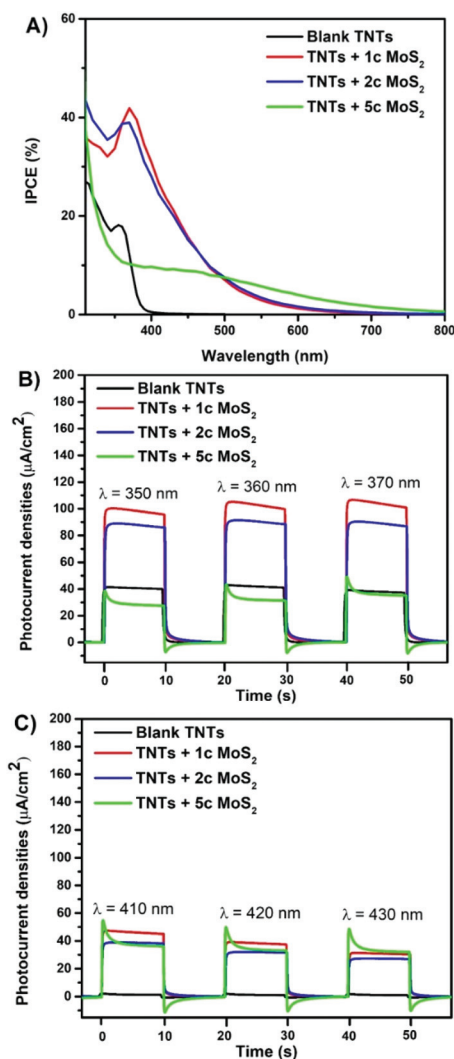 A)
Blank TNTs
TNTs + 1c MoS₂
TNTs + 2c MoS₂
TNTs + 5c MoS₂
IPCE (%)
60
40
20
0
400 500 600 700 800
Wavelength (nm)
B)
Blank TNTs
TNTs + 1c MoS₂
TNTs + 2c MoS₂
TNTs + 5c MoS₂
λ = 350 nm λ = 360 nm λ = 370 nm
Photocurrent densities (μA/cm²)
200
180
160
140
120
100
80
60
40
20
0
0 10 20 30 40 50
Time (s)
C)
Blank TNTs
TNTs + 1c MoS₂
TNTs + 2c MoS₂
TNTs + 5c MoS₂
λ = 410 nm λ = 420 nm λ = 430 nm
Photocurrent densities (μA/cm²)
200
180
160
140
120
100
80
60
40
20
0
0 10 20 30 40 50
Time (s)